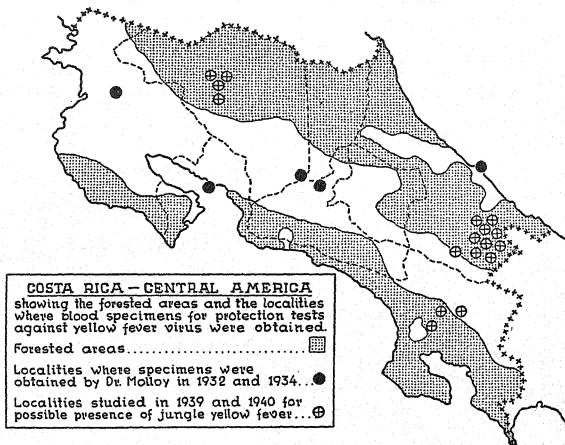 COSTA RICA – CENTRAL AMERICA
showing the forested areas and the localities
where blood specimens for protection tests
against yellow fever virus were obtained.
Forested areas..............................
Localities where specimens were
obtained by Dr. Molloy in 1932 and 1934...
Localities studied in 1939 and 1940 for
possible presence of jungle yellow fever...